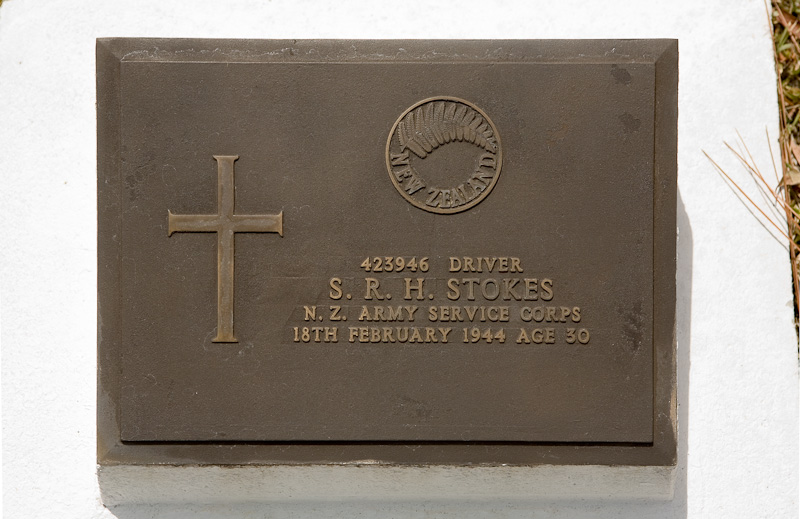 NEW ZEALAND
423946 DRIVER
S. R. H. STOKES
N. Z. ARMY SERVICE CORPS
18TH FEBRUARY 1944 AGE 30